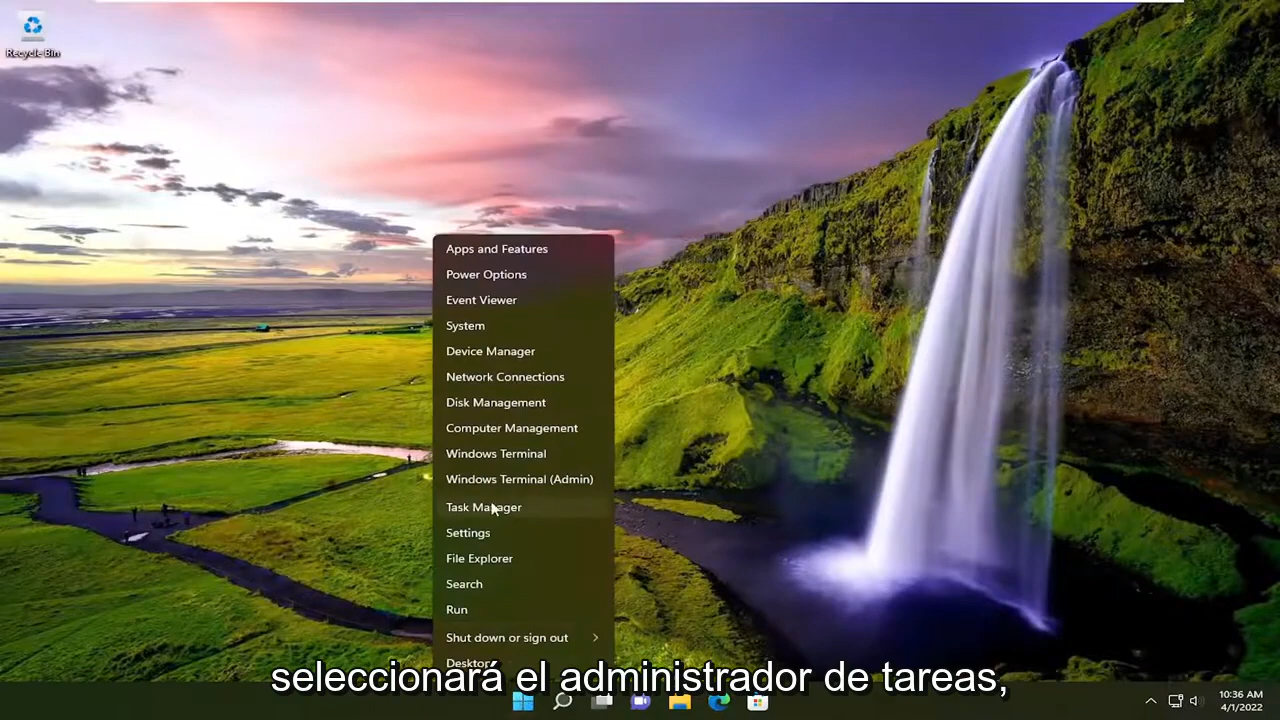 Recycle Bin
Apps and Features
Power Options
Event Viewer
System
Device Manager
Network Connections
Disk Management
Computer Management
Windows Terminal
Windows Terminal (Admin)
Task Manager
Settings
File Explorer
Search
Run
Shut down or sign out
Desktop
seleccionará el administrador de tareas,
10:36 AM
4/1/2022